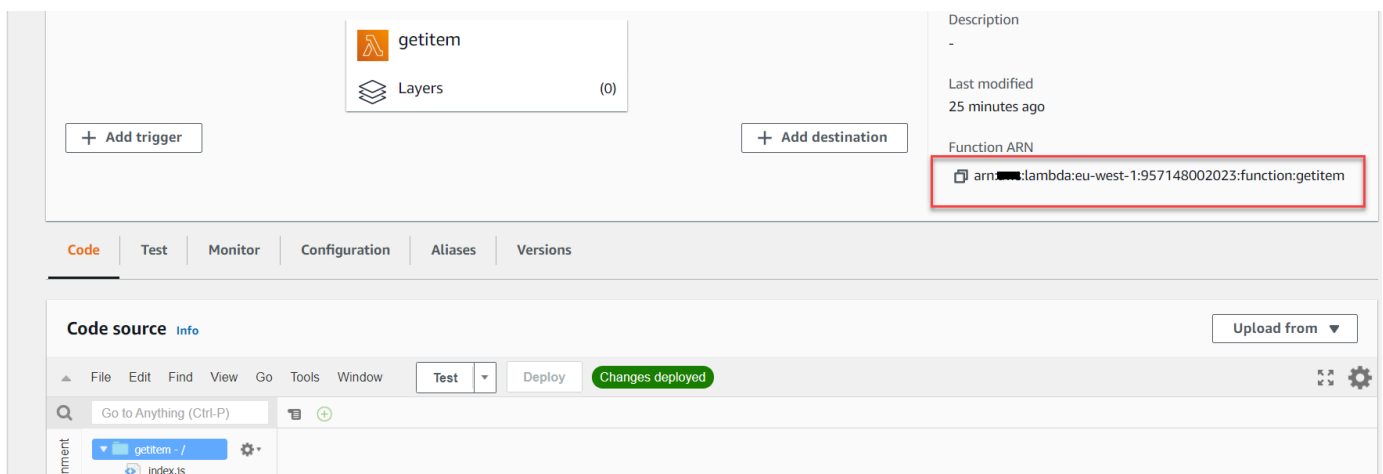 getitem
Layers (0)
+ Add trigger
+ Add destination
Description
-
Last modified
25 minutes ago
Function ARN
arn: :lambda:eu-west-1:957148002023:function:getitem
Code Test Monitor Configuration Aliases Versions
Code source Info
Upload from
File Edit Find View Go Tools Window Test Deploy Changes deployed
Go to Anything (Ctrl-P)
getitem - /
index.js